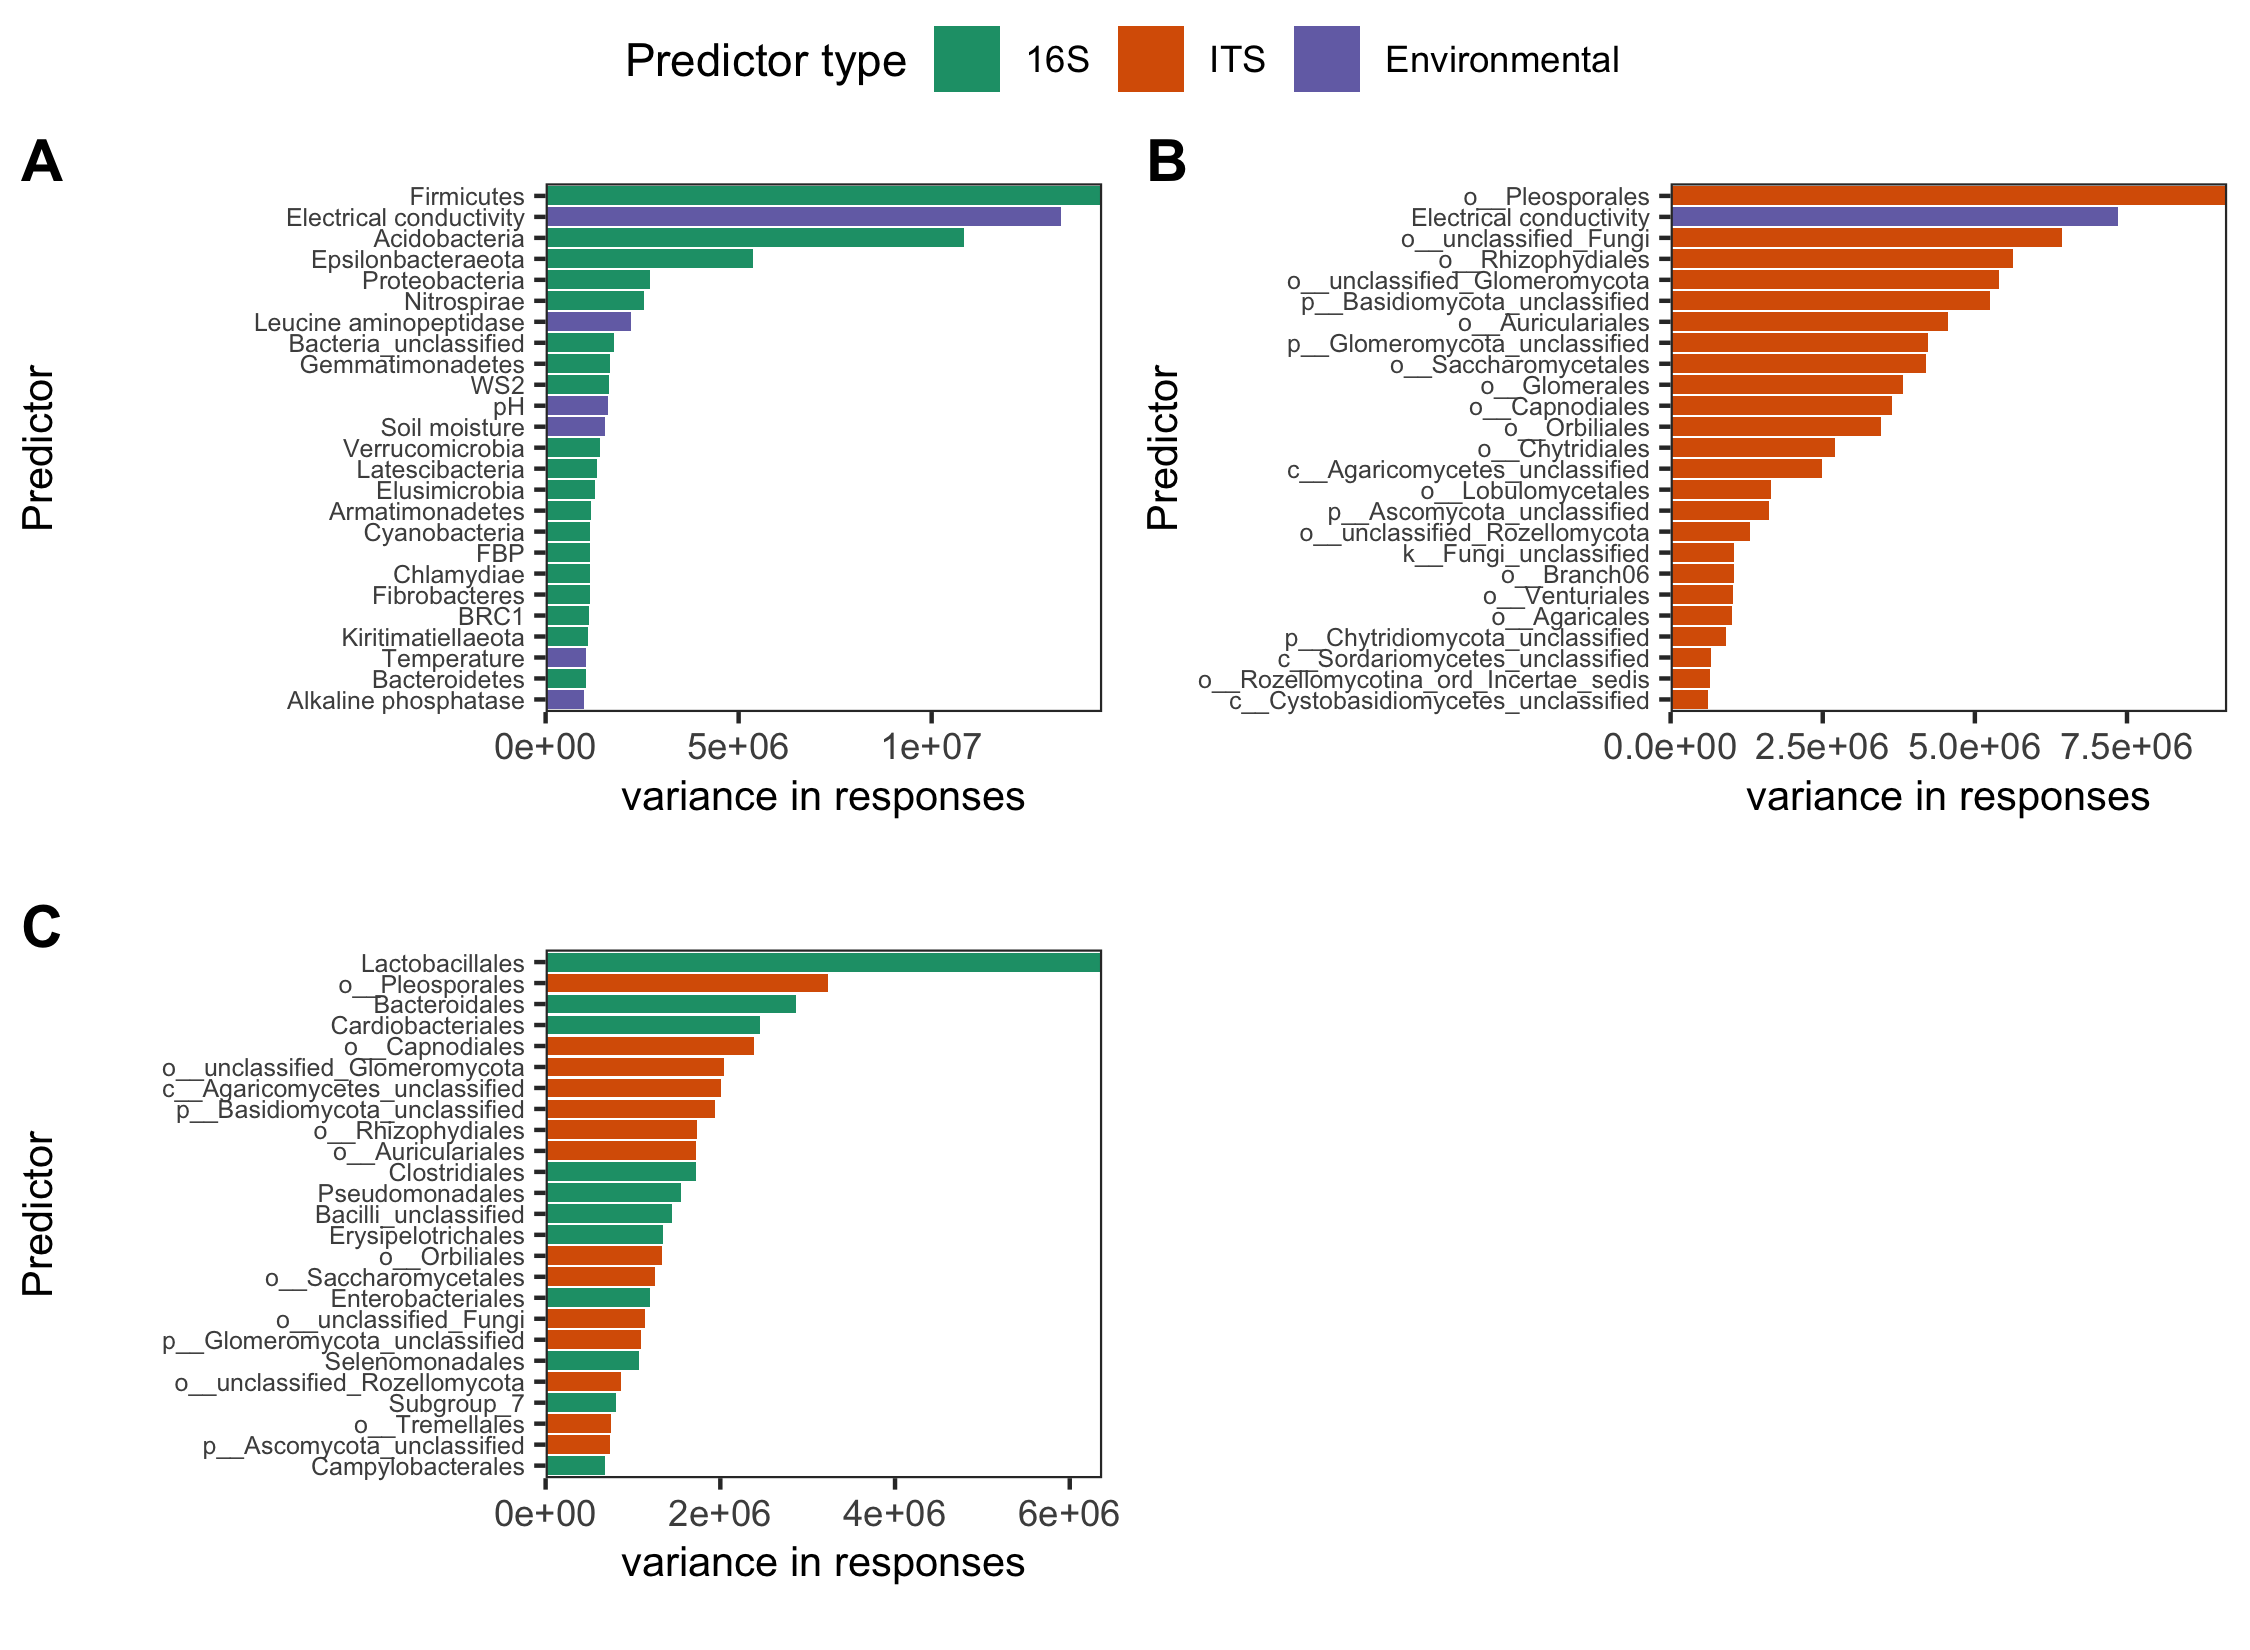 Predictor type 16S ITS Environmental
A
Predictor
Firmicutes
Electrical conductivity
Acidobacteria
Epsilonbacteraeota
Proteobacteria
Nitrospirae
Leucine aminopeptidase
Bacteria_unclassified
Gemmatimonadetes
WS2
pH
Soil moisture
Verrucomicrobia
Latescibacteria
Elusimicrobia
Armatimonadetes
Cyanobacteria
FBP
Chlamydiae
Fibrobacteres
BRC1
Kiritimatiellaeota
Temperature
Bacteroidetes
Alkaline phosphatase
0e+00 5e+06 1e+07
variance in responses
B
Predictor
o__Pleosporales
Electrical conductivity
o__unclassified_Fungi
o__Rhizophydiales
o__unclassified_Glomeromycota
p__Basidiomycota_unclassified
o__Auriculariales
p__Glomeromycota_unclassified
o__Saccharomycetales
o__Glomerales
o__Capnodiales
o__Orbiliales
o__Chytridiales
c__Agaricomycetes_unclassified
o__Lobulomycetales
p__Ascomycota_unclassified
o__unclassified_Rozellomycota
k__Fungi_unclassified
o__Branch06
o__Venturiales
o__Agaricales
p__Chytridiomycota_unclassified
c__Sordariomycetes_unclassified
o__Rozellomycotina_ord_Incertae_sedis
c__Cystobasidiomycetes_unclassified
0.0e+00 2.5e+06 5.0e+06 7.5e+06
variance in responses
C
Predictor
Lactobacillales
o__Pleosporales
Bacteroidales
Cardiobacteriales
o__Capnodiales
o__unclassified_Glomeromycota
c__Agaricomycetes_unclassified
p__Basidiomycota_unclassified
o__Rhizophydiales
o__Auriculariales
Clostridiales
Pseudomonadales
Bacilli_unclassified
Erysipelotrichales
o__Orbiliales
o__Saccharomycetales
Enterobacteriales
o__unclassified_Fungi
p__Glomeromycota_unclassified
Selenomonadales
o__unclassified_Rozellomycota
Subgroup_7
o__Tremellales
p__Ascomycota_unclassified
Campylobacterales
0e+00 2e+06 4e+06 6e+06
variance in responses